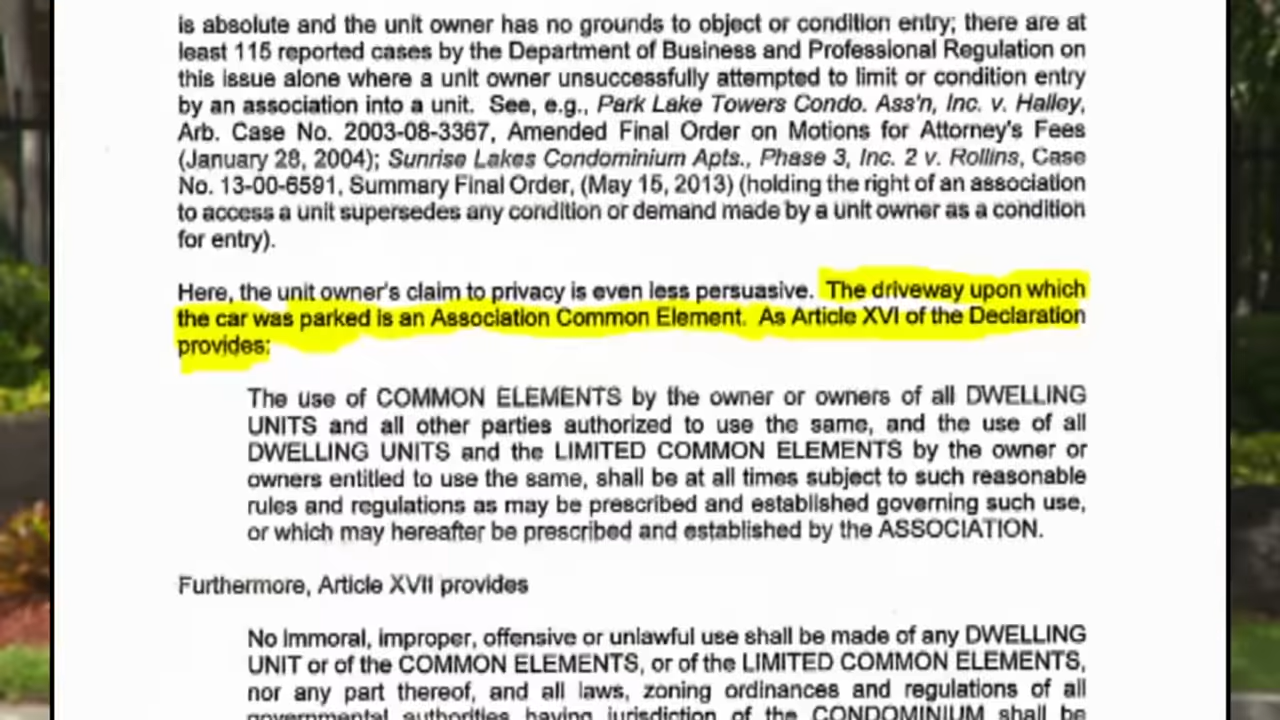 is absolute and the unit owner has no grounds to object or condition entry; there are at
least 115 reported cases by the Department of Business and Professional Regulation on
this issue alone where a unit owner unsuccessfully attempted to limit or condition entry
by an association into a unit. See, e.g., Park Lake Towers Condo. Ass'n, Inc. v. Halley,
Arb. Case No. 2003-08-3367, Amended Final Order on Motions for Attorney's Fees
(January 28, 2004); Sunrise Lakes Condominium Apts., Phase 3, Inc. 2 v. Rollins, Case
No. 13-00-6591, Summary Final Order, (May 15, 2013) (holding the right of an association
to access a unit supersedes any condition or demand made by a unit owner as a condition
for entry).
Here, the unit owner's claim to privacy is even less persuasive. The driveway upon which
the car was parked is an Association Common Element. As Article XVI of the Declaration
provides:
The use of COMMON ELEMENTS by the owner or owners of all DWELLING
UNITS and all other parties authorized to use the same, and the use of all
DWELLING UNITS and the LIMITED COMMON ELEMENTS by the owner or
owners entitled to use the same, shall be at all times subject to such reasonable
rules and regulations as may be prescribed and established governing such use,
or which may hereafter be prescribed and established by the ASSOCIATION.
Furthermore, Article XVII provides
No immoral, improper, offensive or unlawful use shall be made of any DWELLING
UNIT or of the COMMON ELEMENTS, or of the LIMITED COMMON ELEMENTS,
nor any part thereof, and all laws, zoning ordinances and regulations of all
governmental authorities having jurisdiction of the CONDOMINIUM shall be